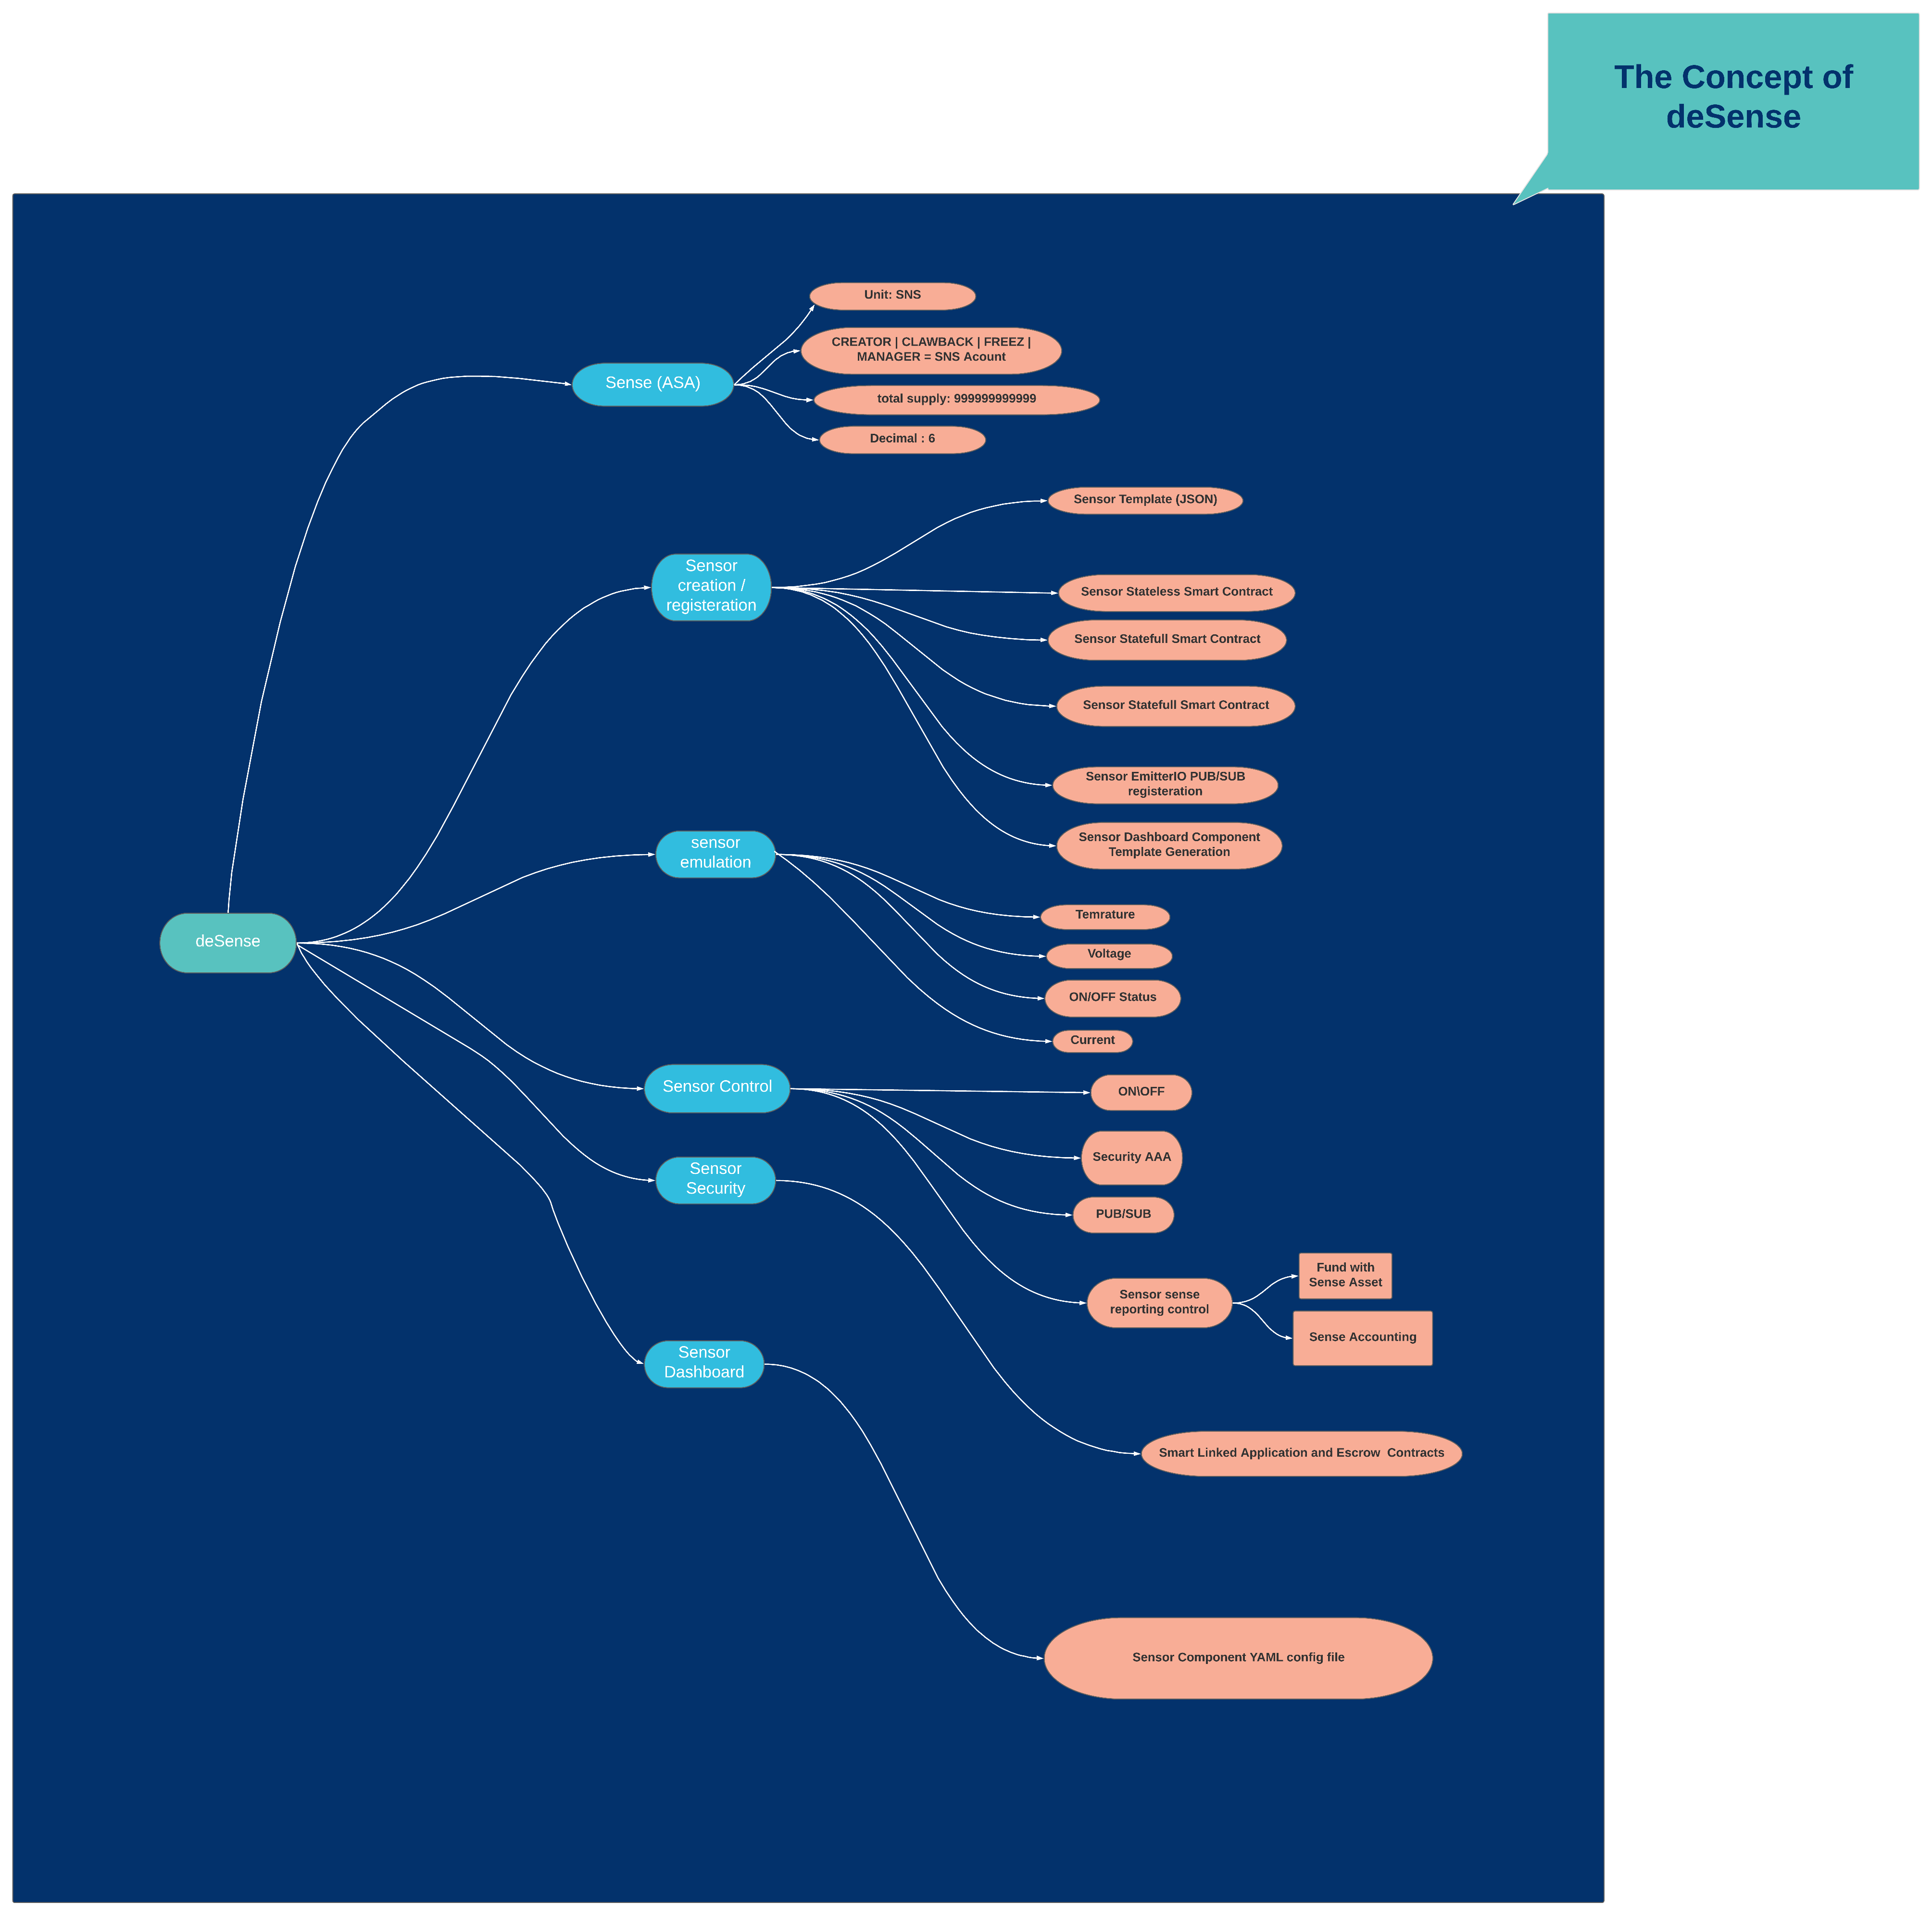 The Concept of
deSense
Unit: SNS
CREATOR | CLAWBACK | FREEZ |
MANAGER = SNS Acount
Sense (ASA)
total supply: 999999999999
Decimal : 6
Sensor Template (JSON)
Sensor
creation /
registeration
Sensor Stateless Smart Contract
Sensor Statefull Smart Contract
Sensor Statefull Smart Contract
Sensor EmitterIO PUB/SUB
registeration
Sensor Dashboard Component
Template Generation
sensor
emulation
Temrature
deSense
Voltage
ON/OFF Status
Current
Sensor Control
ON\OFF
Security AAA
Sensor
Security
PUB/SUB
Fund with
Sense Asset
Sensor sense
reporting control
Sense Accounting
Sensor
Dashboard
Smart Linked Application and Escrow  Contracts
Sensor Component YAML config file